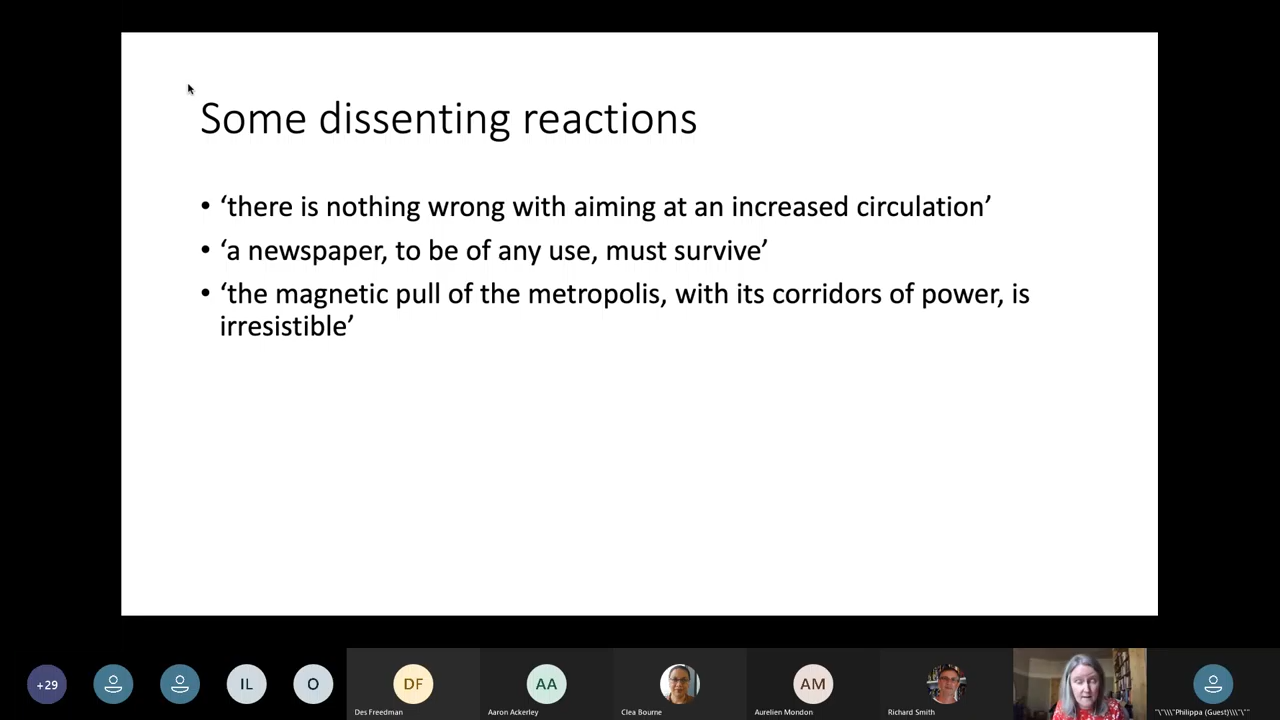 Some dissenting reactions
• ‘there is nothing wrong with aiming at an increased circulation’
• ‘a newspaper, to be of any use, must survive’
• ‘the magnetic pull of the metropolis, with its corridors of power, is
irresistible’
+29
IL
O
DF
AA
AM
Des Freedman
Aaron Ackerley
Clea Bourne
Aurelien Mondon
Richard Smith
"\"\\\"Philippa (Guest)\\\"\""